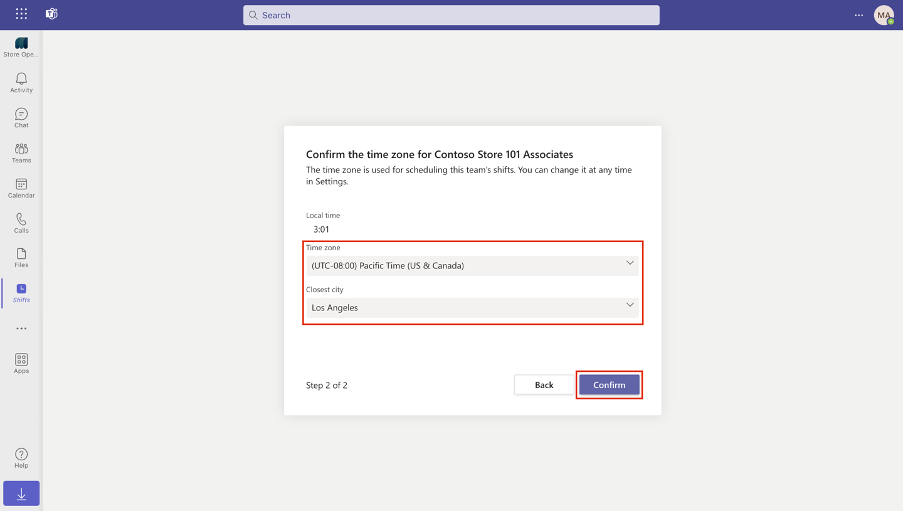 Search
MA
Store Ope...
Activity
Chat
Teams
Calendar
Calls
Files
Shifts
Apps
Help
Confirm the time zone for Contoso Store 101 Associates
The time zone is used for scheduling this team's shifts. You can change it at any time
in Settings.
Local time
3:01
Time zone
(UTC-08:00) Pacific Time (US & Canada)
Closest city
Los Angeles
Step 2 of 2
Back
Confirm